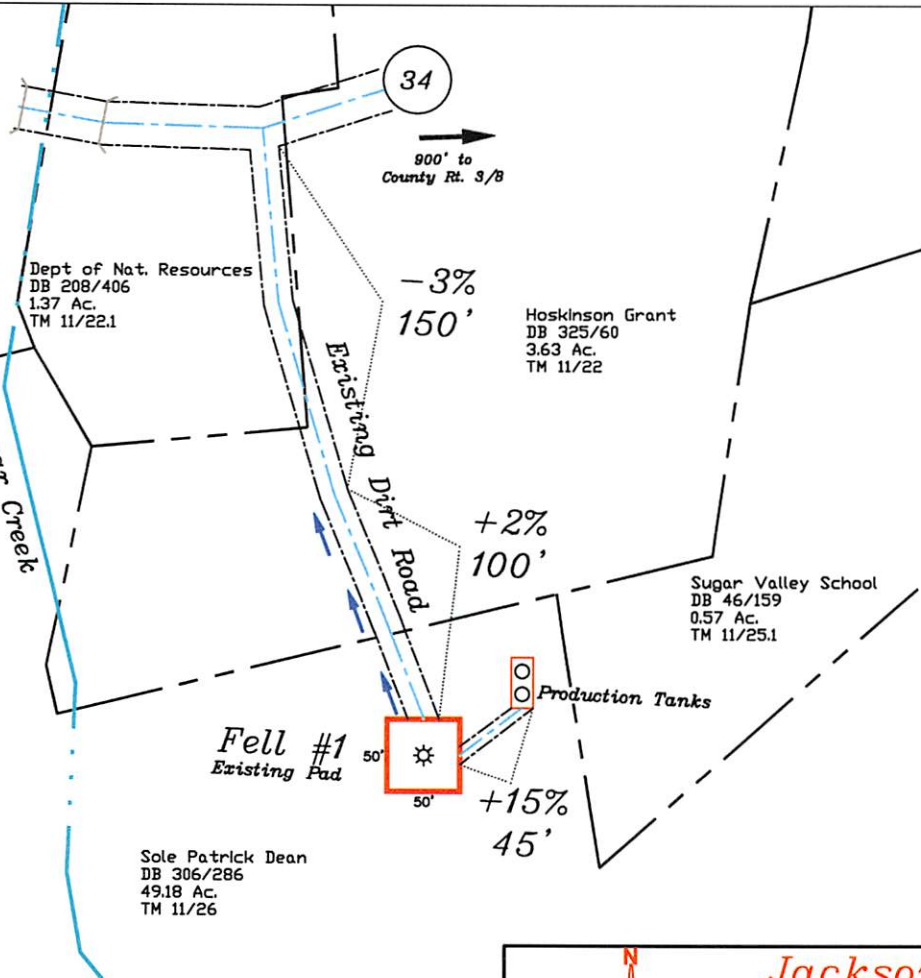 34
900' to
County Rt. 3/8
Dept of Nat. Resources
DB 208/406
1.37 Ac.
TM 11/22.1
-3%
150'
Hoskinson Grant
DB 325/60
3.63 Ac.
TM 11/22
Existing Dirt Road
Creek
+2%
100'
Sugar Valley School
DB 46/159
0.57 Ac.
TM 11/25.1
Production Tanks
Fell #1
Existing Pad
50'
50'
+15%
45'
Sole Patrick Dean
DB 306/286
49.18 Ac.
TM 11/26
N